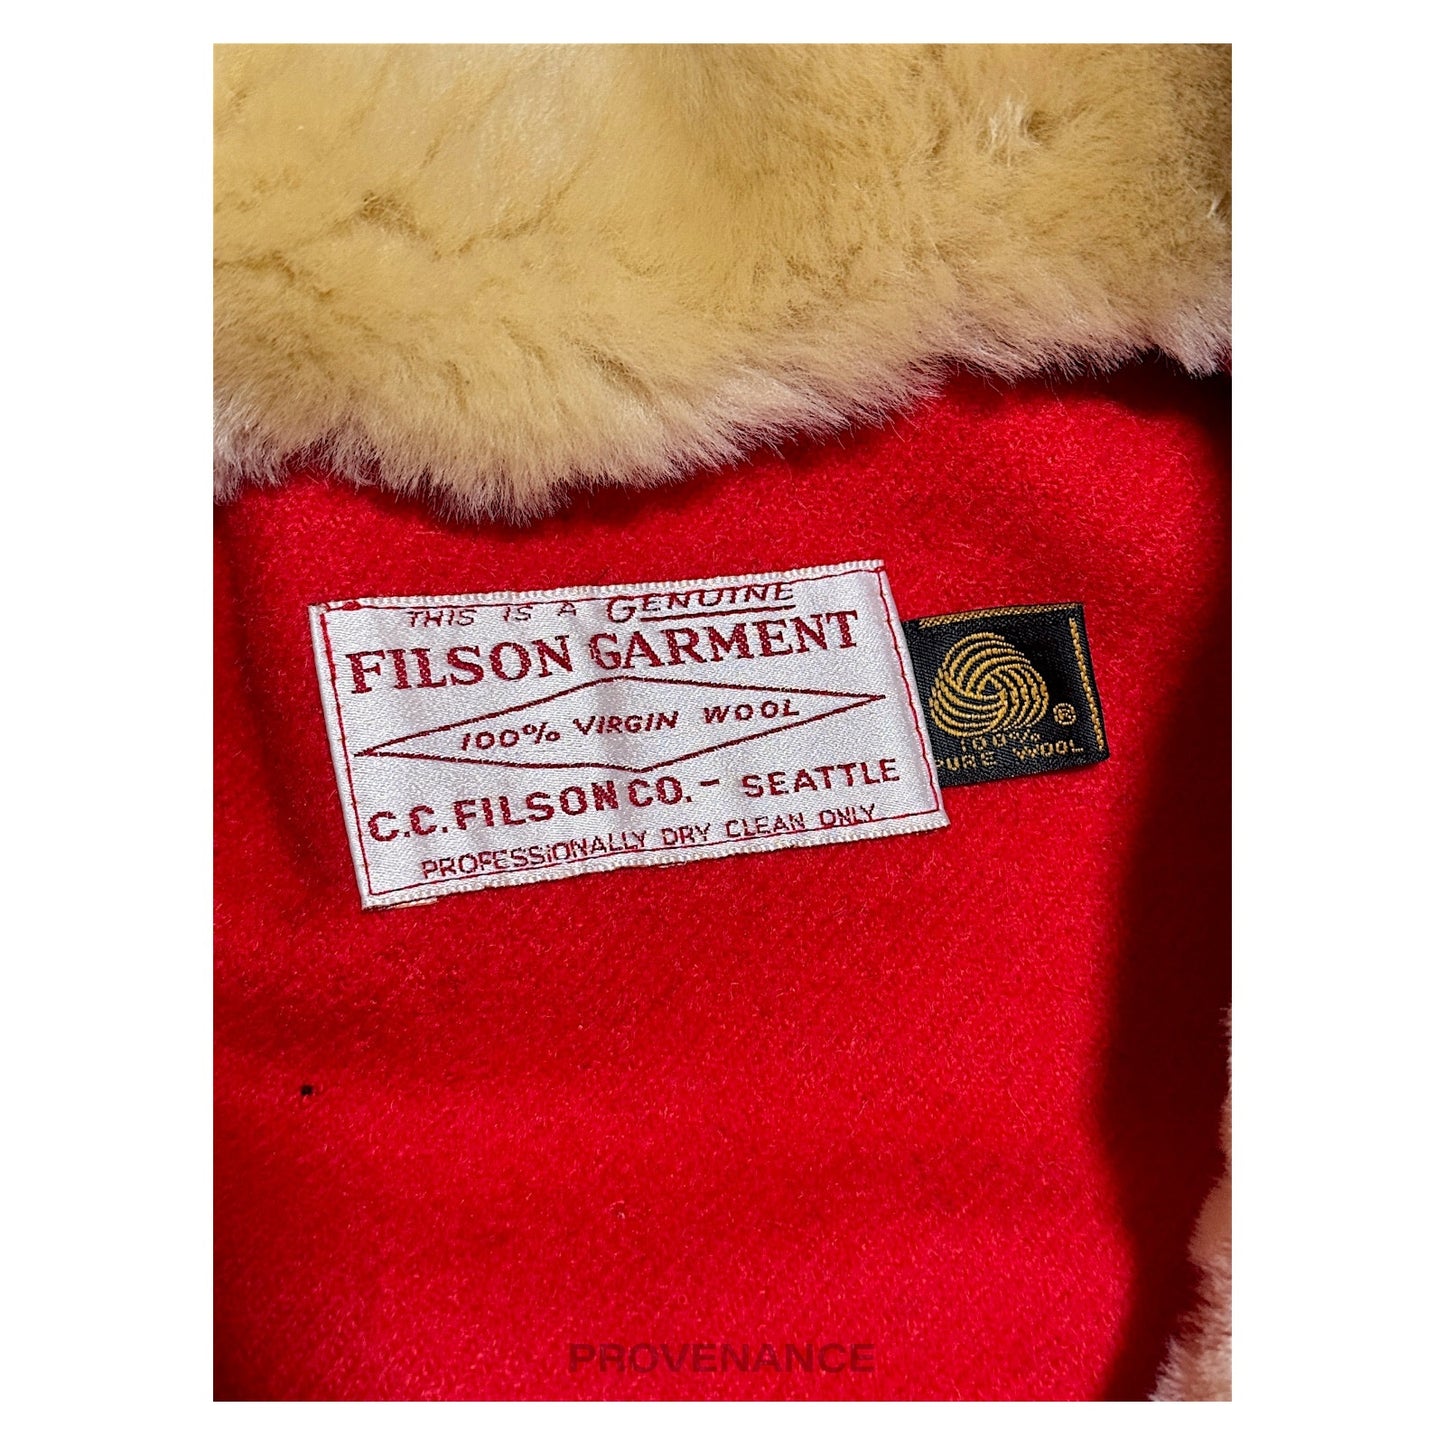 THIS IS A GENUINE
FILSON GARMENT
100% VIRGIN WOOL
C.C. FILSON CO. - SEATTLE
PROFESSIONALLY DRY CLEAN ONLY
®
100%
PURE WOOL
PROVENANCE